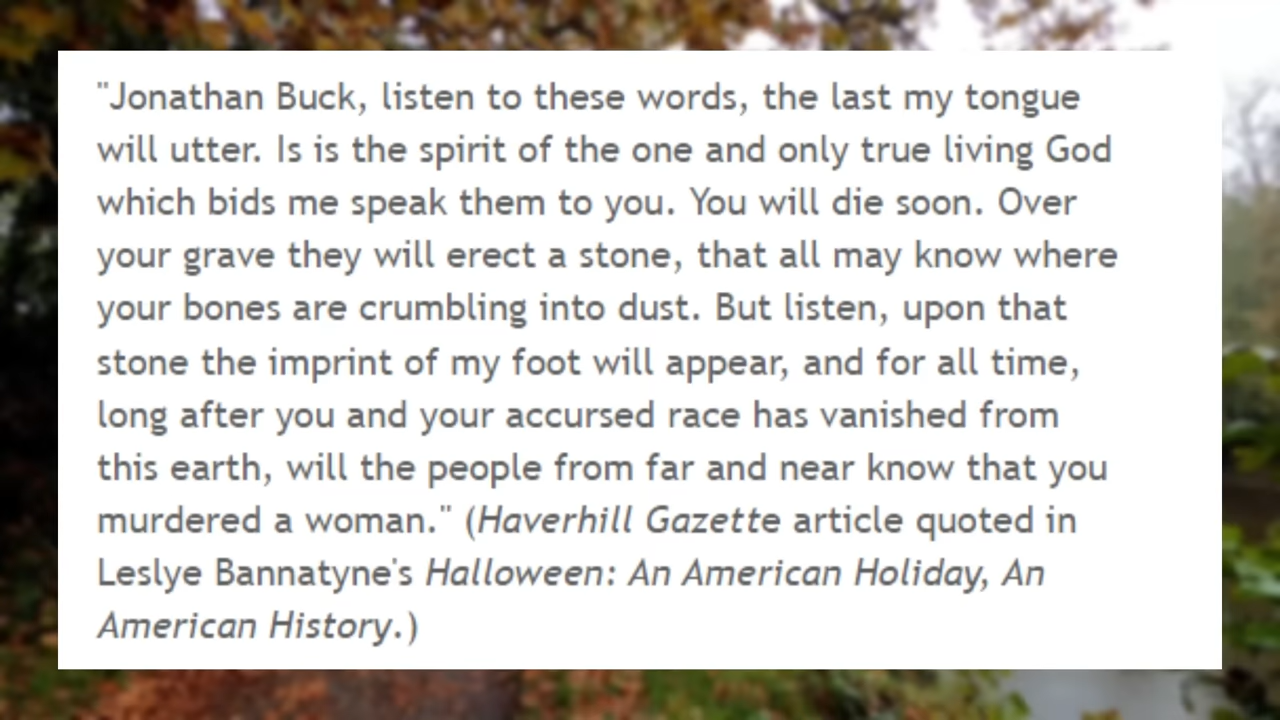 "Jonathan Buck, listen to these words, the last my tongue
will utter. Is is the spirit of the one and only true living God
which bids me speak them to you. You will die soon. Over
your grave they will erect a stone, that all may know where
your bones are crumbling into dust. But listen, upon that
stone the imprint of my foot will appear, and for all time,
long after you and your accursed race has vanished from
this earth, will the people from far and near know that you
murdered a woman." (Haverhill Gazette article quoted in
Leslye Bannatyne's Halloween: An American Holiday, An
American History.)